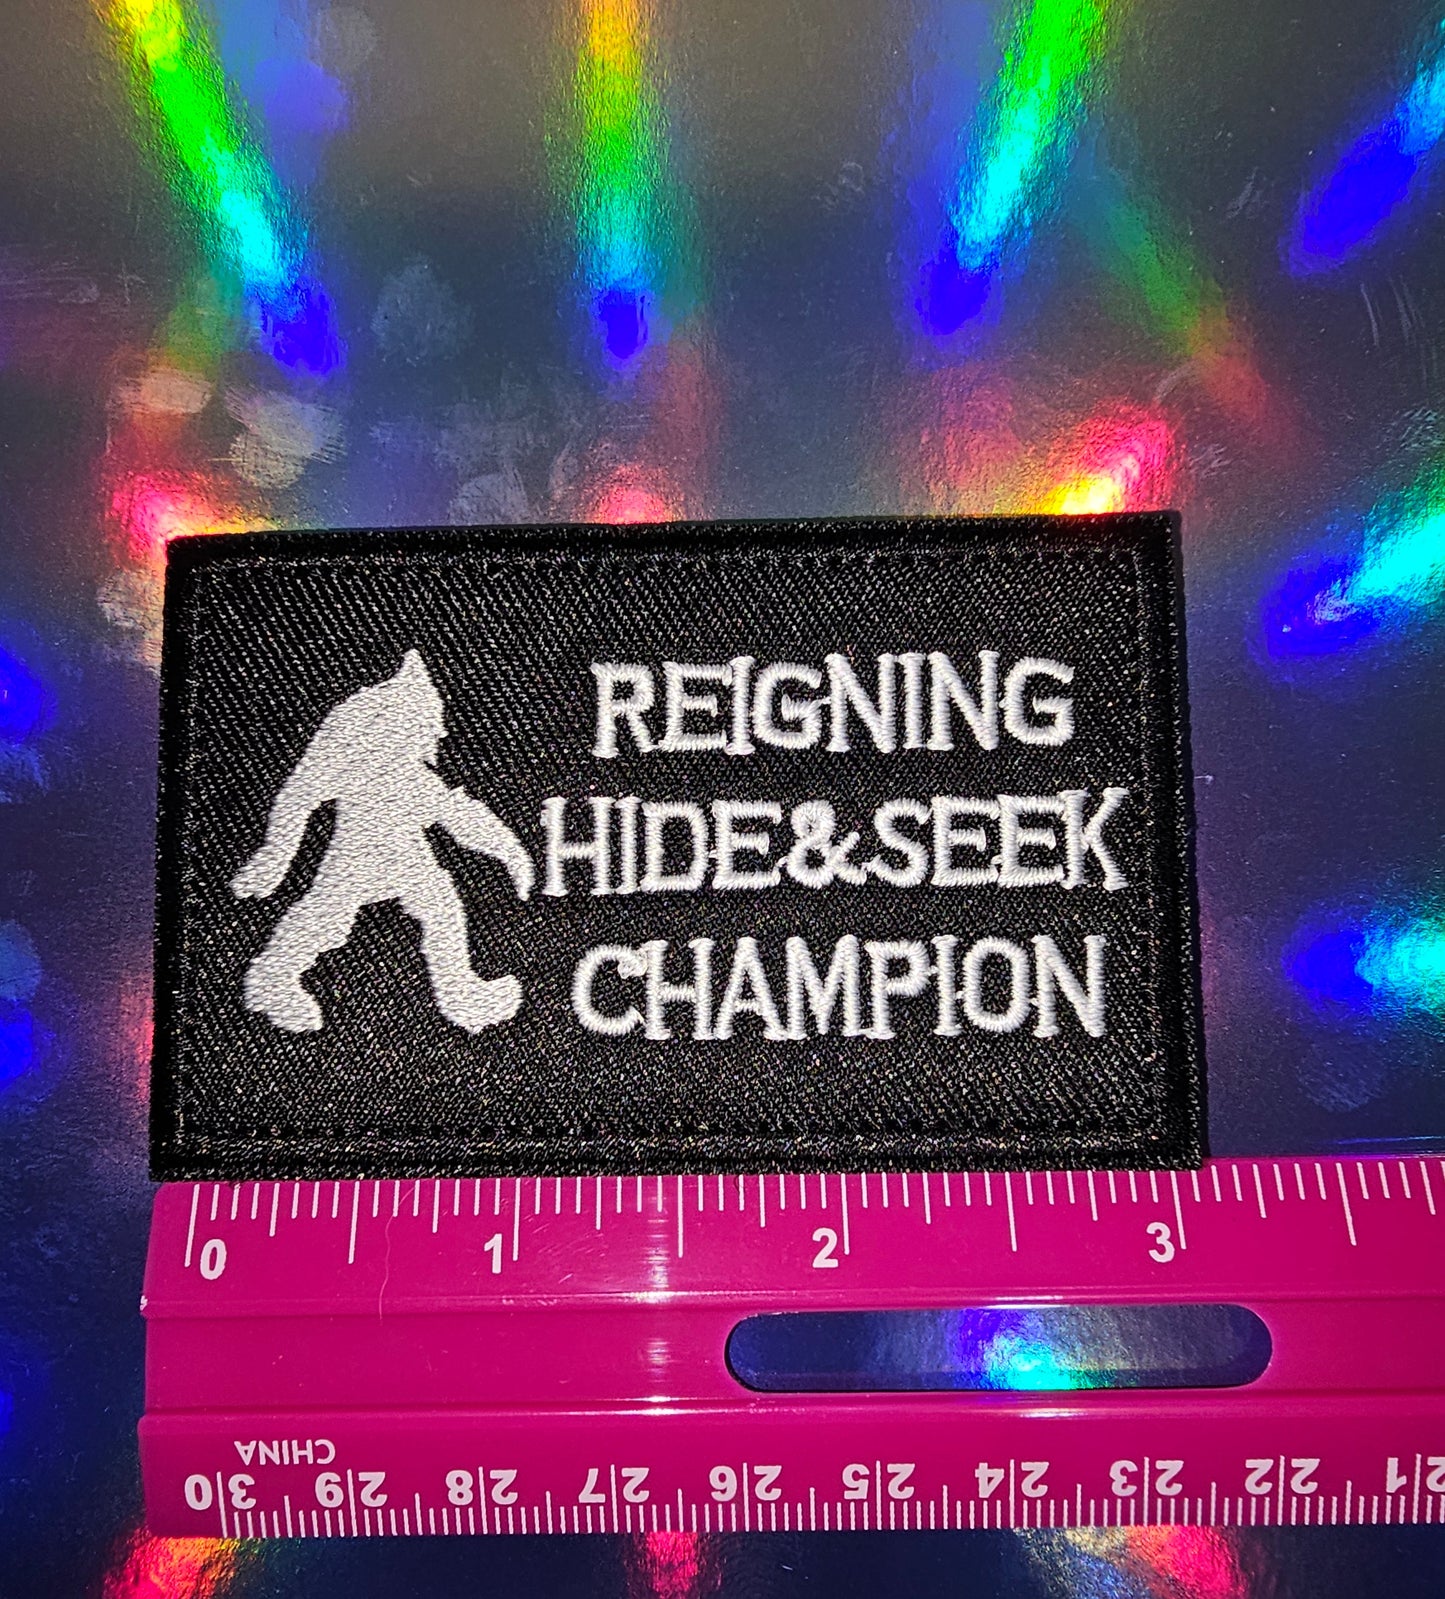 REIGNING
HIDE&SEEK
CHAMPION
0 1 2 3
CHINA
30 29 28 27 26 25 24 23 22 21